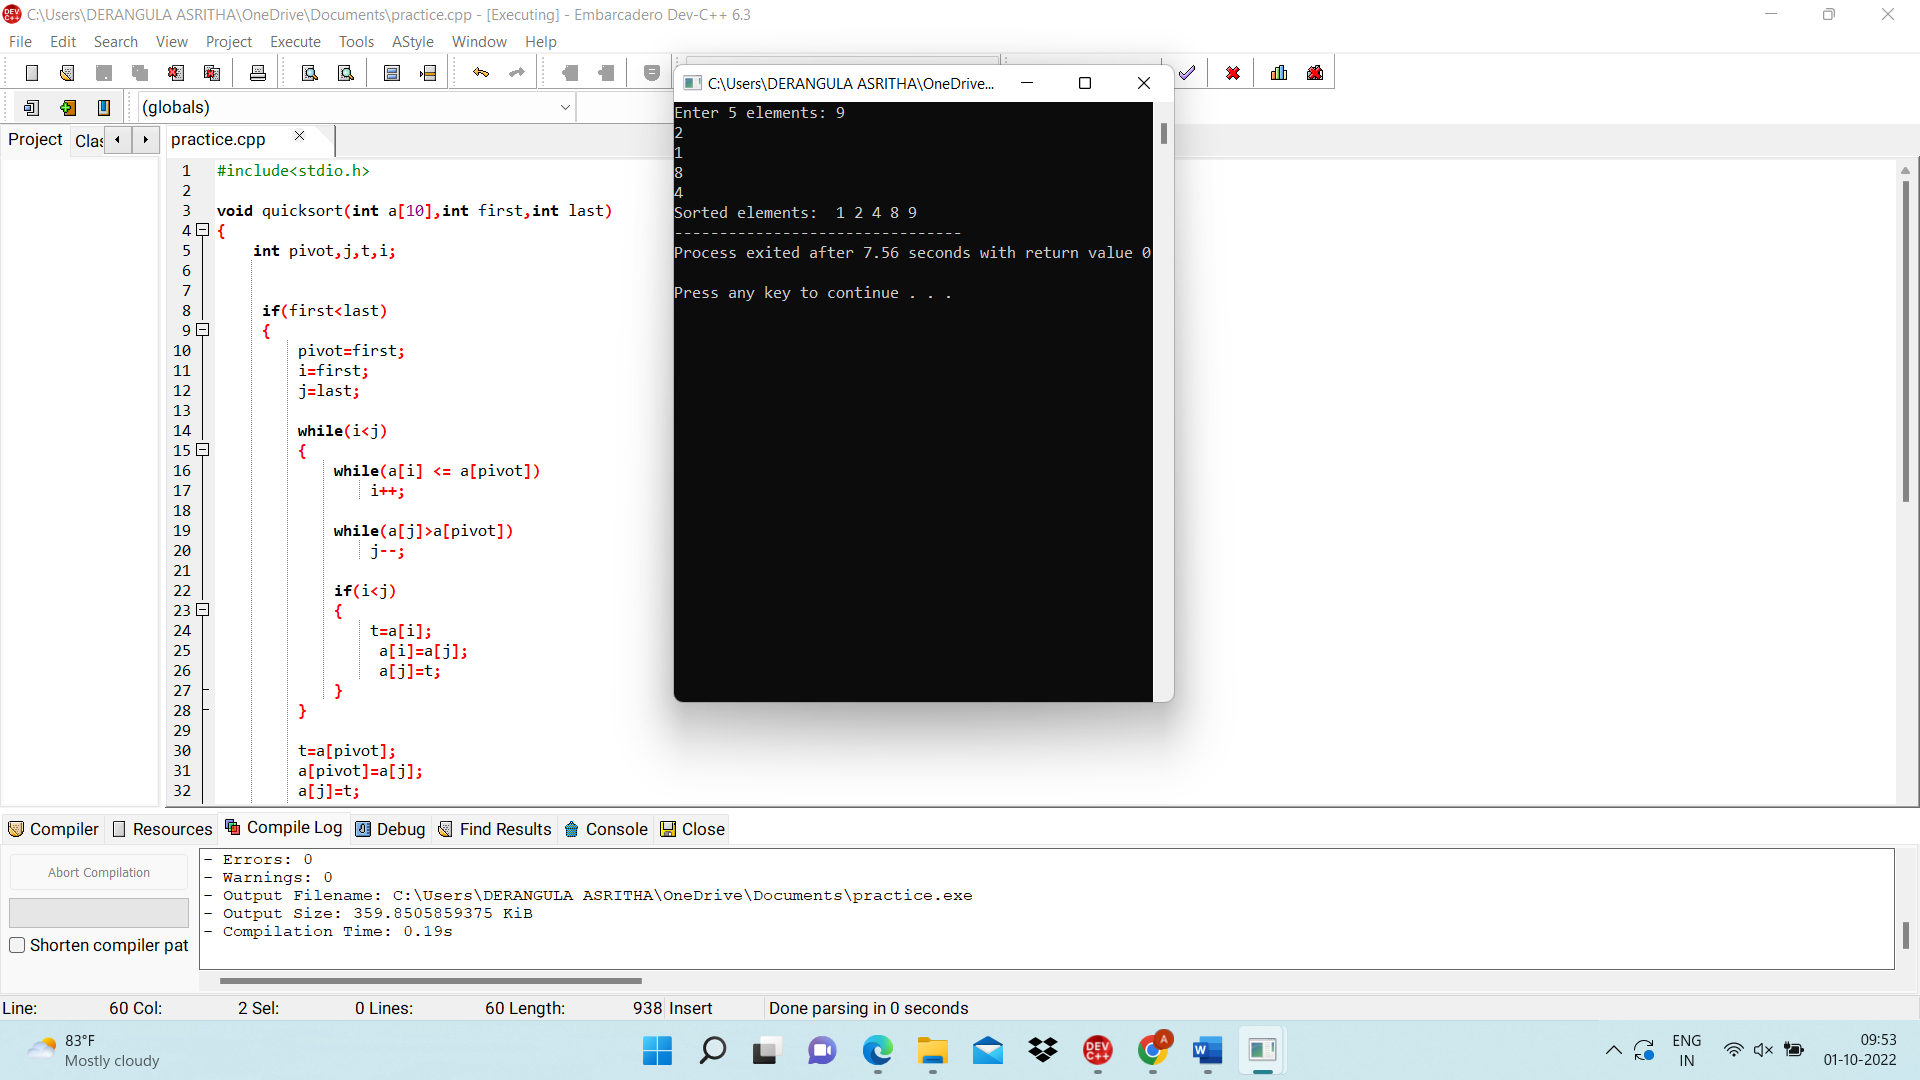 C:\Users\DERANGULA ASRITHA\OneDrive\Documents\practice.cpp - [Executing] - Embarcadero Dev-C++ 6.3
File Edit Search View Project Execute Tools AStyle Window Help
(globals)
Project Clas practice.cpp
1 #include<stdio.h>
2
3 void quicksort(int a[10],int first,int last)
4 {
5 int pivot,j,t,i;
6
7
8 if(first<last)
9 {
10 pivot=first;
11 i=first;
12 j=last;
13
14 while(i<j)
15 {
16 while(a[i] <= a[pivot])
17 i++;
18
19 while(a[j]>a[pivot])
20 j--;
21
22 if(i<j)
23 {
24 t=a[i];
25 a[i]=a[j];
26 a[j]=t;
27 }
28 }
29
30 t=a[pivot];
31 a[pivot]=a[j];
32 a[j]=t;
C:\Users\DERANGULA ASRITHA\OneDrive...
Enter 5 elements: 9
2
1
8
4
Sorted elements:  1 2 4 8 9
--------------------------------
Process exited after 7.56 seconds with return value 0
Press any key to continue . . .
Compiler Resources Compile Log Debug Find Results Console Close
Abort Compilation
Shorten compiler pat
- Errors: 0
- Warnings: 0
- Output Filename: C:\Users\DERANGULA ASRITHA\OneDrive\Documents\practice.exe
- Output Size: 359.8505859375 KiB
- Compilation Time: 0.19s
Line: 60 Col: 2 Sel: 0 Lines: 60 Length: 938 Insert Done parsing in 0 seconds
83°F
Mostly cloudy
DEV C++
A
W
ENG
IN
09:53
01-10-2022